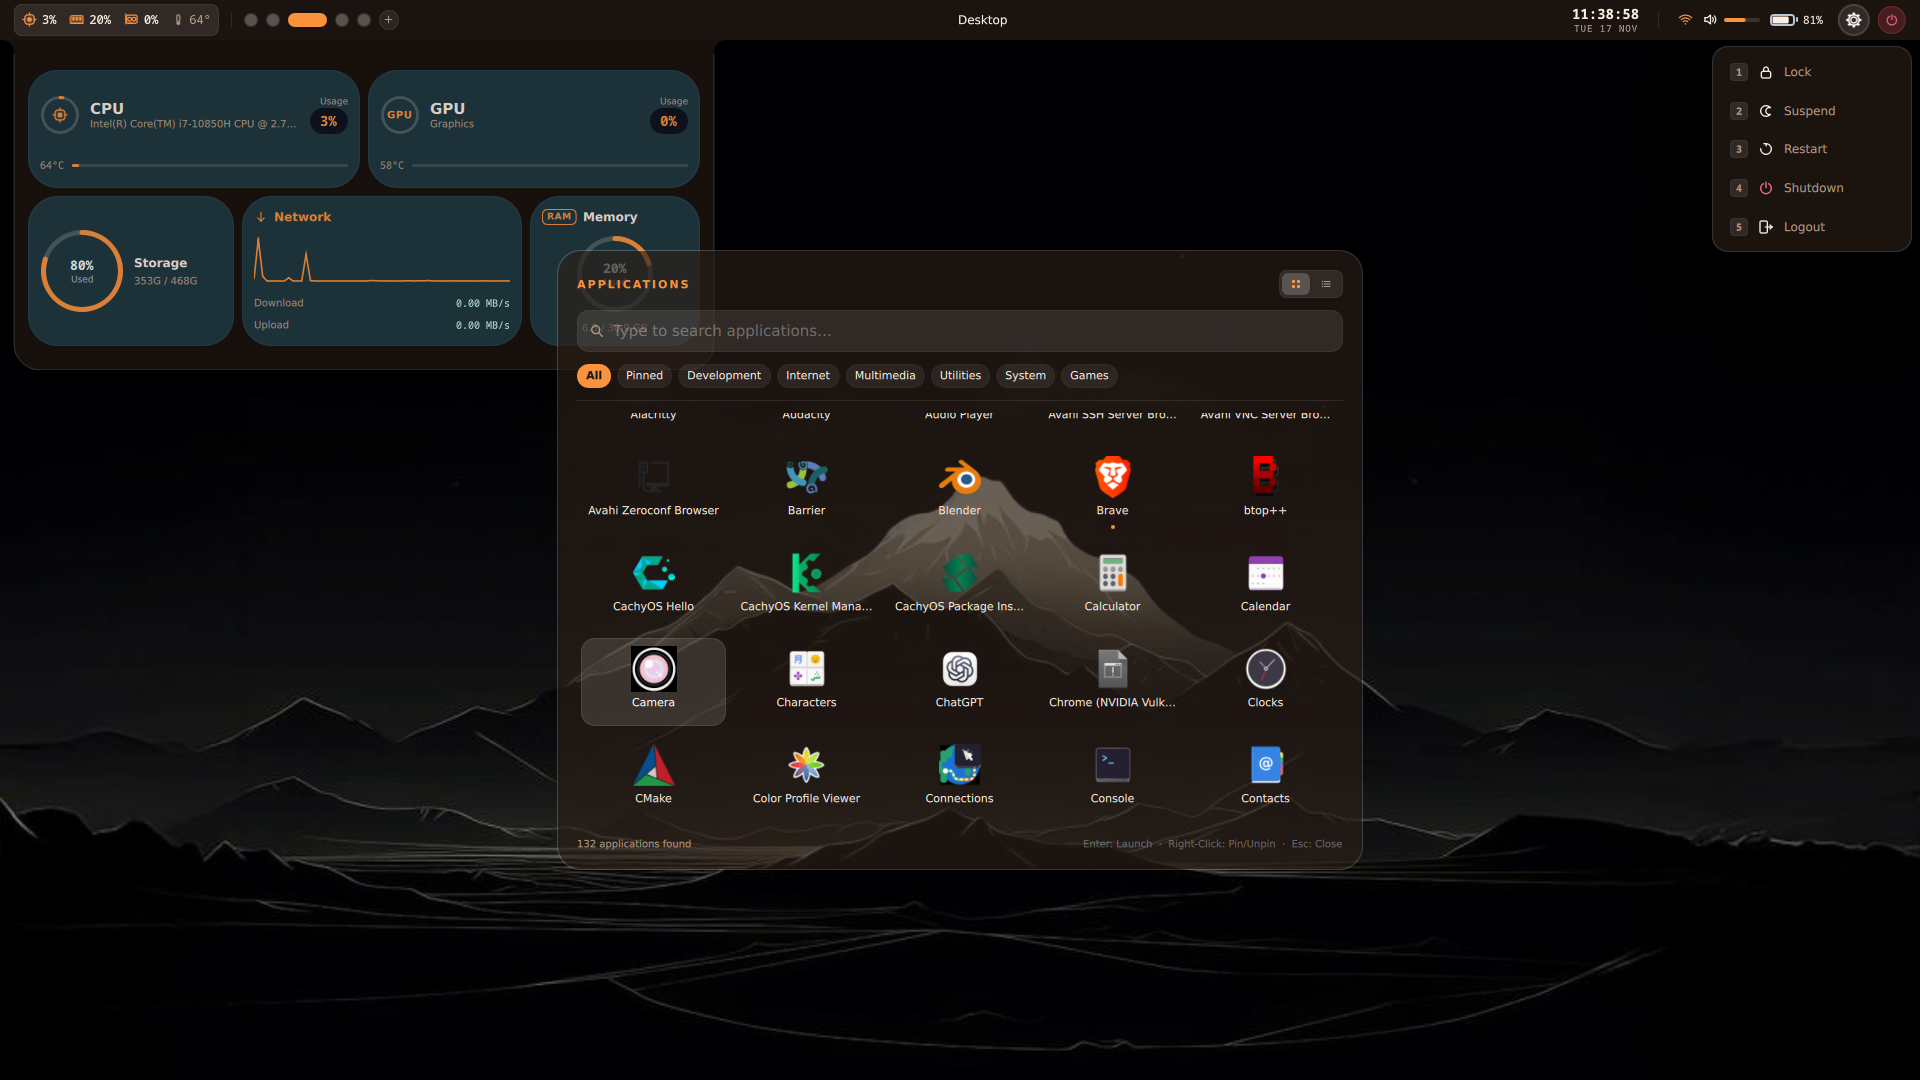 3% 20% 0% 64°
+
Desktop
11:38:58
TUE 17 NOV
81%
CPU
Intel(R) Core(TM) i7-10850H CPU @ 2.7...
Usage
3%
64°C
GPU
GPU
Graphics
Usage
0%
58°C
80%
Used
Storage
353G / 468G
Network
Download 0.00 MB/s
Upload 0.00 MB/s
RAM Memory
20%
1 Lock
2 Suspend
3 Restart
4 Shutdown
5 Logout
APPLICATIONS
Type to search applications...
All Pinned Development Internet Multimedia Utilities System Games
Alacritty Audacity Audio Player Avahi SSH Server Bro... Avahi VNC Server Bro...
Avahi Zeroconf Browser Barrier Blender Brave btop++
CachyOS Hello CachyOS Kernel Mana... CachyOS Package Ins... Calculator Calendar
Camera Characters ChatGPT Chrome (NVIDIA Vulk... Clocks
CMake Color Profile Viewer Connections Console Contacts
132 applications found
Enter: Launch · Right-Click: Pin/Unpin · Esc: Close